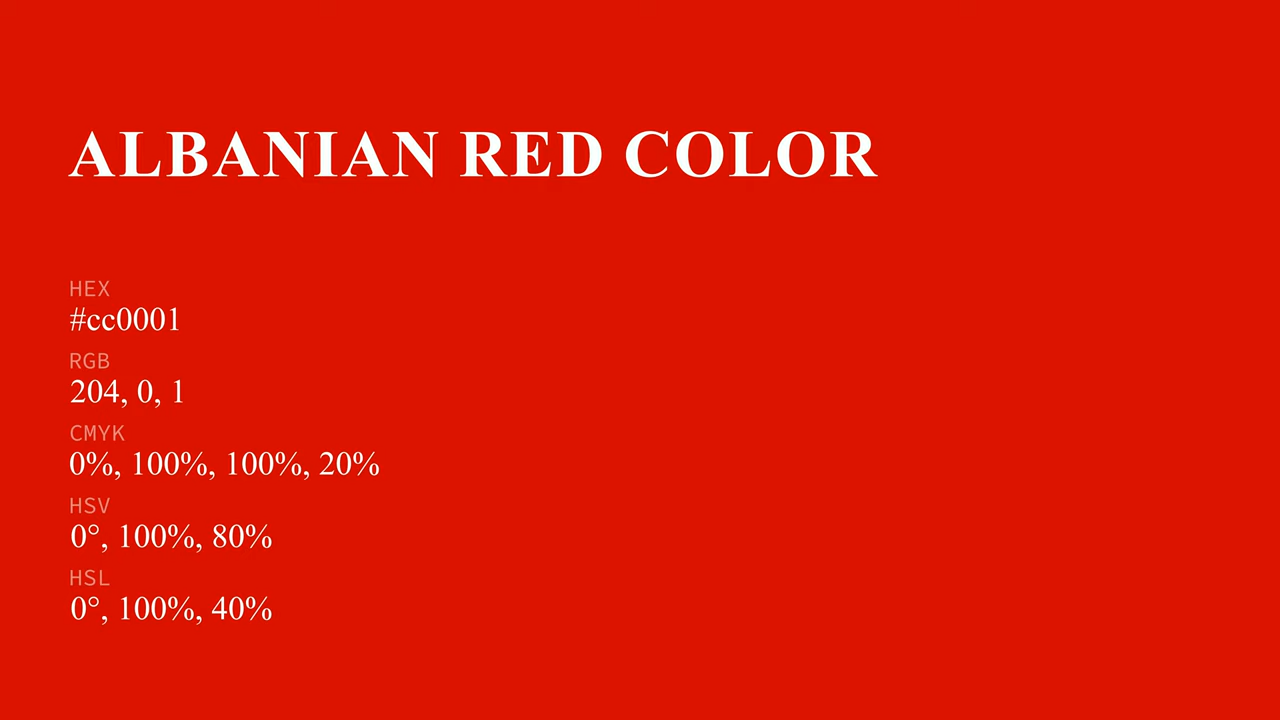 ALBANIAN RED COLOR
HEX
#cc0001
RGB
204, 0, 1
CMYK
0%, 100%, 100%, 20%
HSV
0°, 100%, 80%
HSL
0°, 100%, 40%